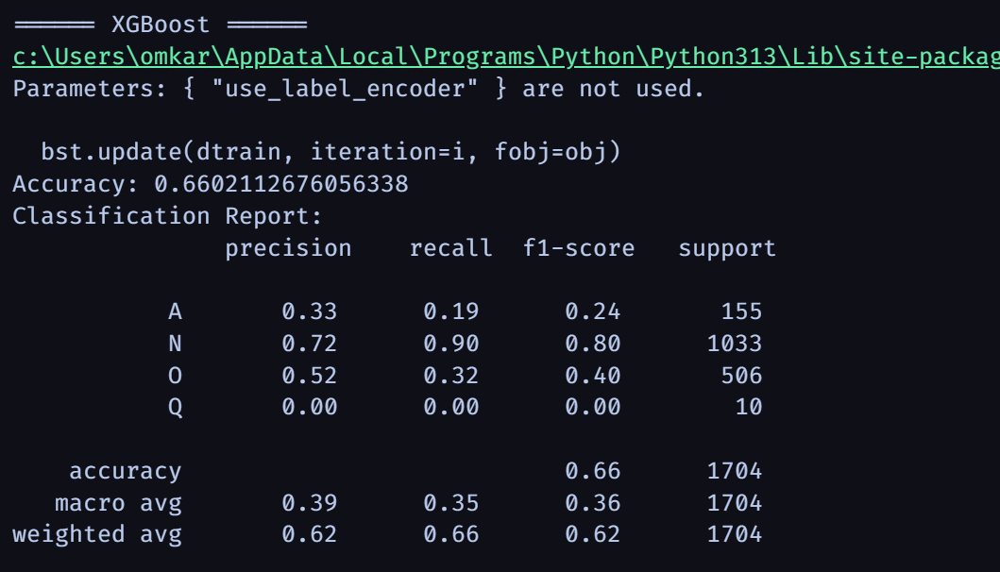 ====== XGBoost ======
c:\Users\omkar\AppData\Local\Programs\Python\Python313\Lib\site-packag
Parameters: { "use_label_encoder" } are not used.
bst.update(dtrain, iteration=i, fobj=obj)
Accuracy: 0.6602112676056338
Classification Report:
precision recall f1-score support
A 0.33 0.19 0.24 155
N 0.72 0.90 0.80 1033
O 0.52 0.32 0.40 506
Q 0.00 0.00 0.00 10
accuracy 0.66 1704
macro avg 0.39 0.35 0.36 1704
weighted avg 0.62 0.66 0.62 1704